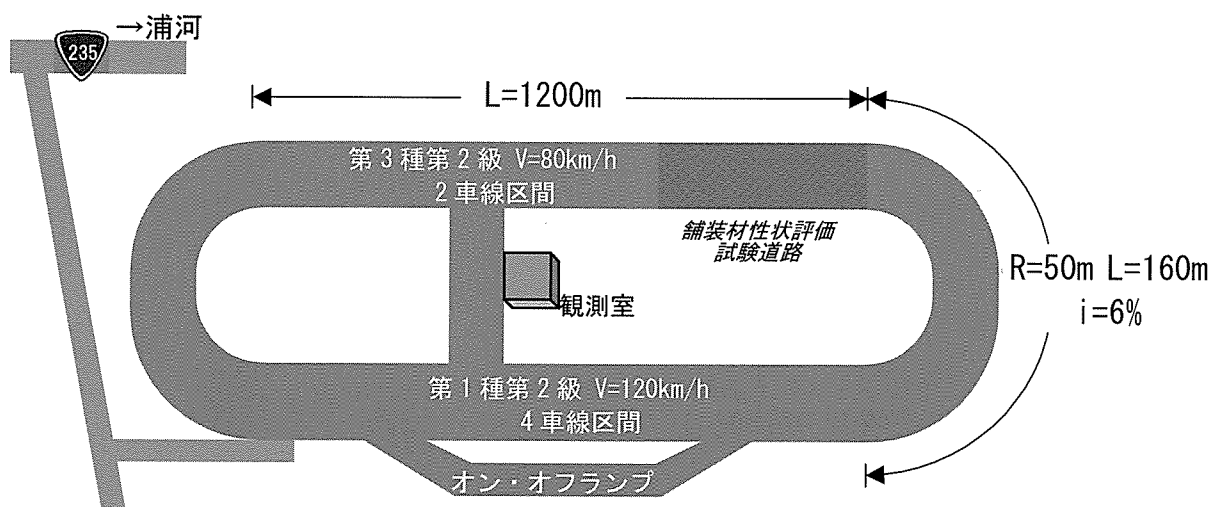 →浦河
235
L=1200m
第3種第2級 V=80km/h
2車線区間
舗装材性状評価
試験道路
R=50m L=160m
i=6%
観測室
第1種第2級 V=120km/h
4車線区間
オン・オフランプ